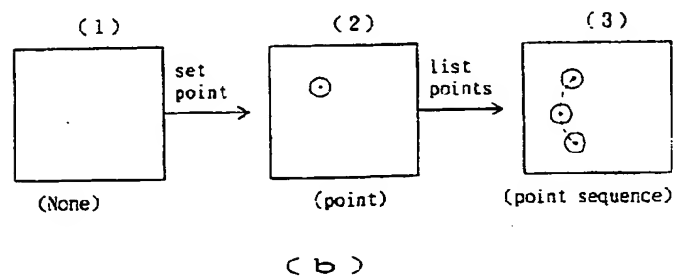 (1)
(2)
(3)
set
point
list
points
(None)
(point)
(point sequence)
(b)